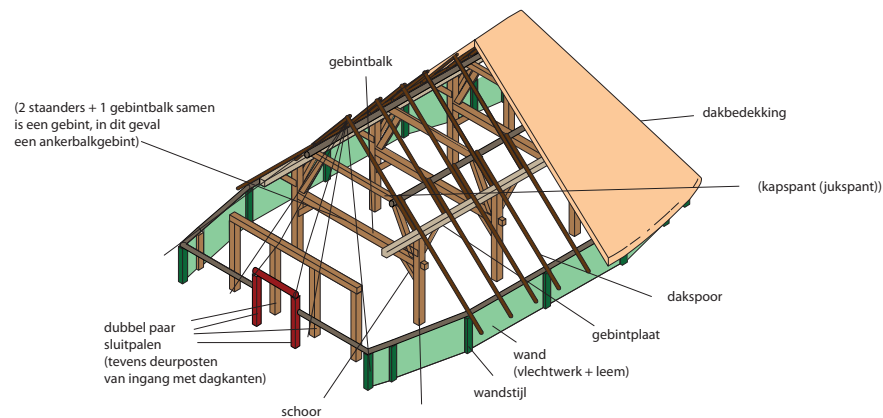 gebintbalk
(2 staanders + 1 gebintbalk samen
is een gebint, in dit geval
een ankerbalkgebint)
dakbedekking
(kapspant (jukspant))
dakspoor
gebintplaat
wand
(vlechtwerk + leem)
wandstijl
dubbel paar
sluitpalen
(tevens deurposten
van ingang met dagkanten)
schoor